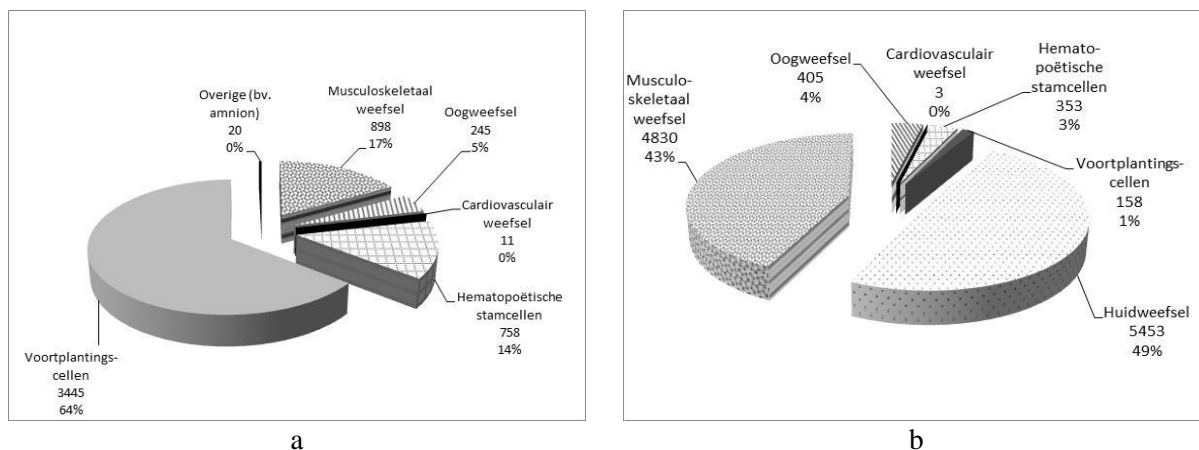 Overige (bv.
amnion)
20
0%
Musculoskeletaal
weefsel
898
17%
Oogweefsel
245
5%
Cardiovasculair
weefsel
11
0%
Hematopoëtische
stamcellen
758
14%
Voortplantings-
cellen
3445
64%
a
Musculo-
skeletaal
weefsel
4830
43%
Oogweefsel
405
4%
Cardiovasculair
weefsel
3
0%
Hemato-
poëtische
stamcellen
353
3%
Voortplantings-
cellen
158
1%
Huidweefsel
5453
49%
b